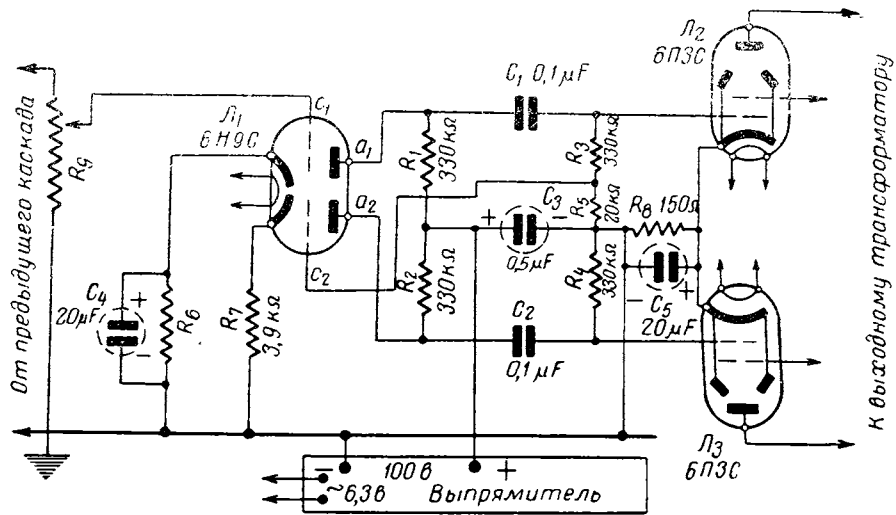 От предыдущего каскада
R9
C4
20μF
+
−
R6
R7
3,9 кΩ
Л1
6Н9С
C1
C2
a1
a2
R1
330кΩ
R2
330кΩ
C1 0,1μF
R3
330кΩ
R5
20кΩ
+ C3 −
0,5μF
R8 150Ω
R4
330кΩ
− C5 +
20μF
C2
0,1μF
Л2
6П3С
Л3
6П3С
К выходному трансформатору
− 100в +
~6,3в
Выпрямитель